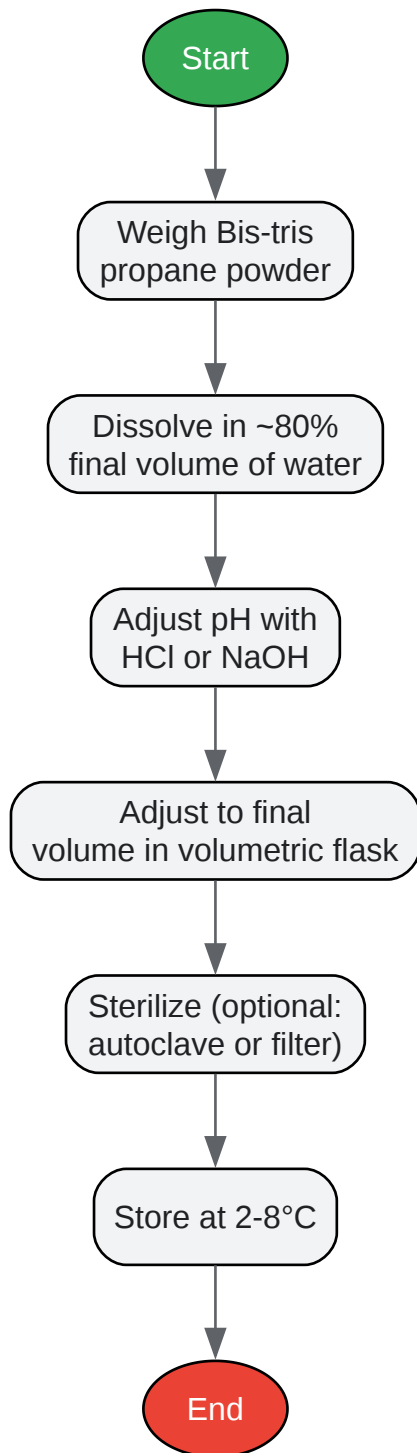 Start
Weigh Bis-tris
propane powder
Dissolve in ~80%
final volume of water
Adjust pH with
HCl or NaOH
Adjust to final
volume in volumetric flask
Sterilize (optional:
autoclave or filter)
Store at 2-8°C
End